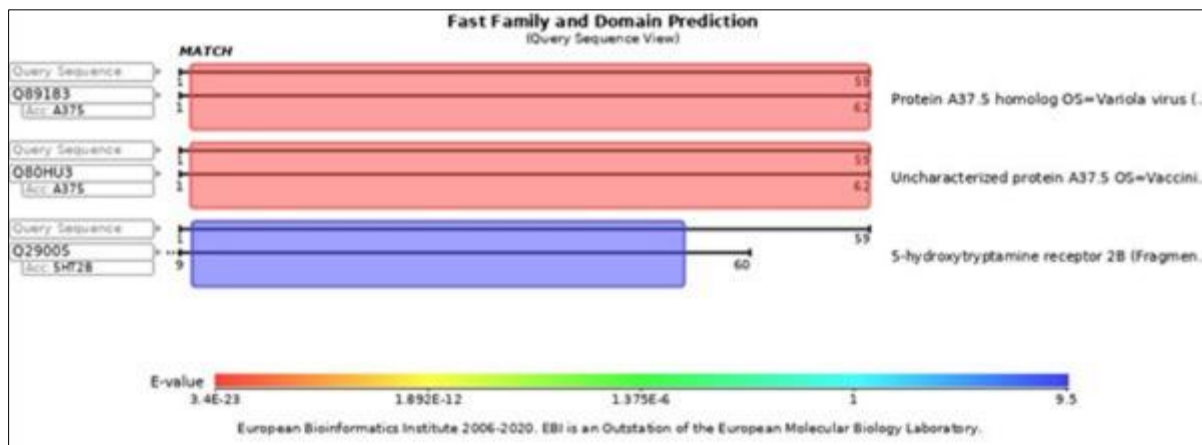 Fast Family and Domain Prediction
(Query Sequence View)
MATCH
Query Sequence
1 59
Q89183
Acc: A375
1 62
Protein A37.5 homolog OS=Variola virus (...
Query Sequence
1 59
Q80HU3
Acc: A375
1 62
Uncharacterized protein A37.5 OS=Vaccini...
Query Sequence
1 59
Q29005
Acc: 5HT2B
9 60
5-hydroxytryptamine receptor 2B (Fragmen...
E-value
3.4E-23 1.892E-12 1.375E-6 1 9.5
European Bioinformatics Institute 2006-2020. EBI is an Outstation of the European Molecular Biology Laboratory.